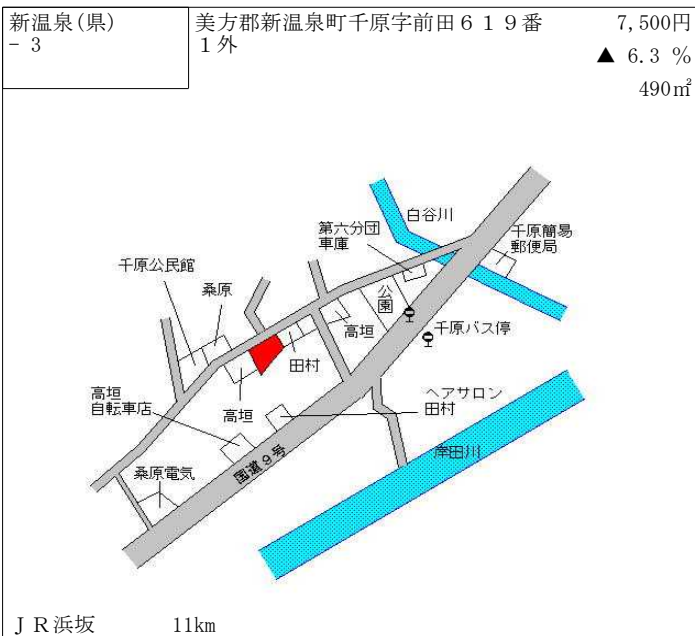 新温泉(県)
－ 3
美方郡新温泉町千原字前田６１９番
１外
7,500円
▲ 6.3 %
490㎡
白谷川
第六分団
車庫
千原簡易
郵便局
千原公民館
桑原
公園
高垣
千原バス停
田村
高垣
自転車店
高垣
ヘアサロン
田村
岸田川
国道９号
桑原電気
ＪＲ浜坂
11km